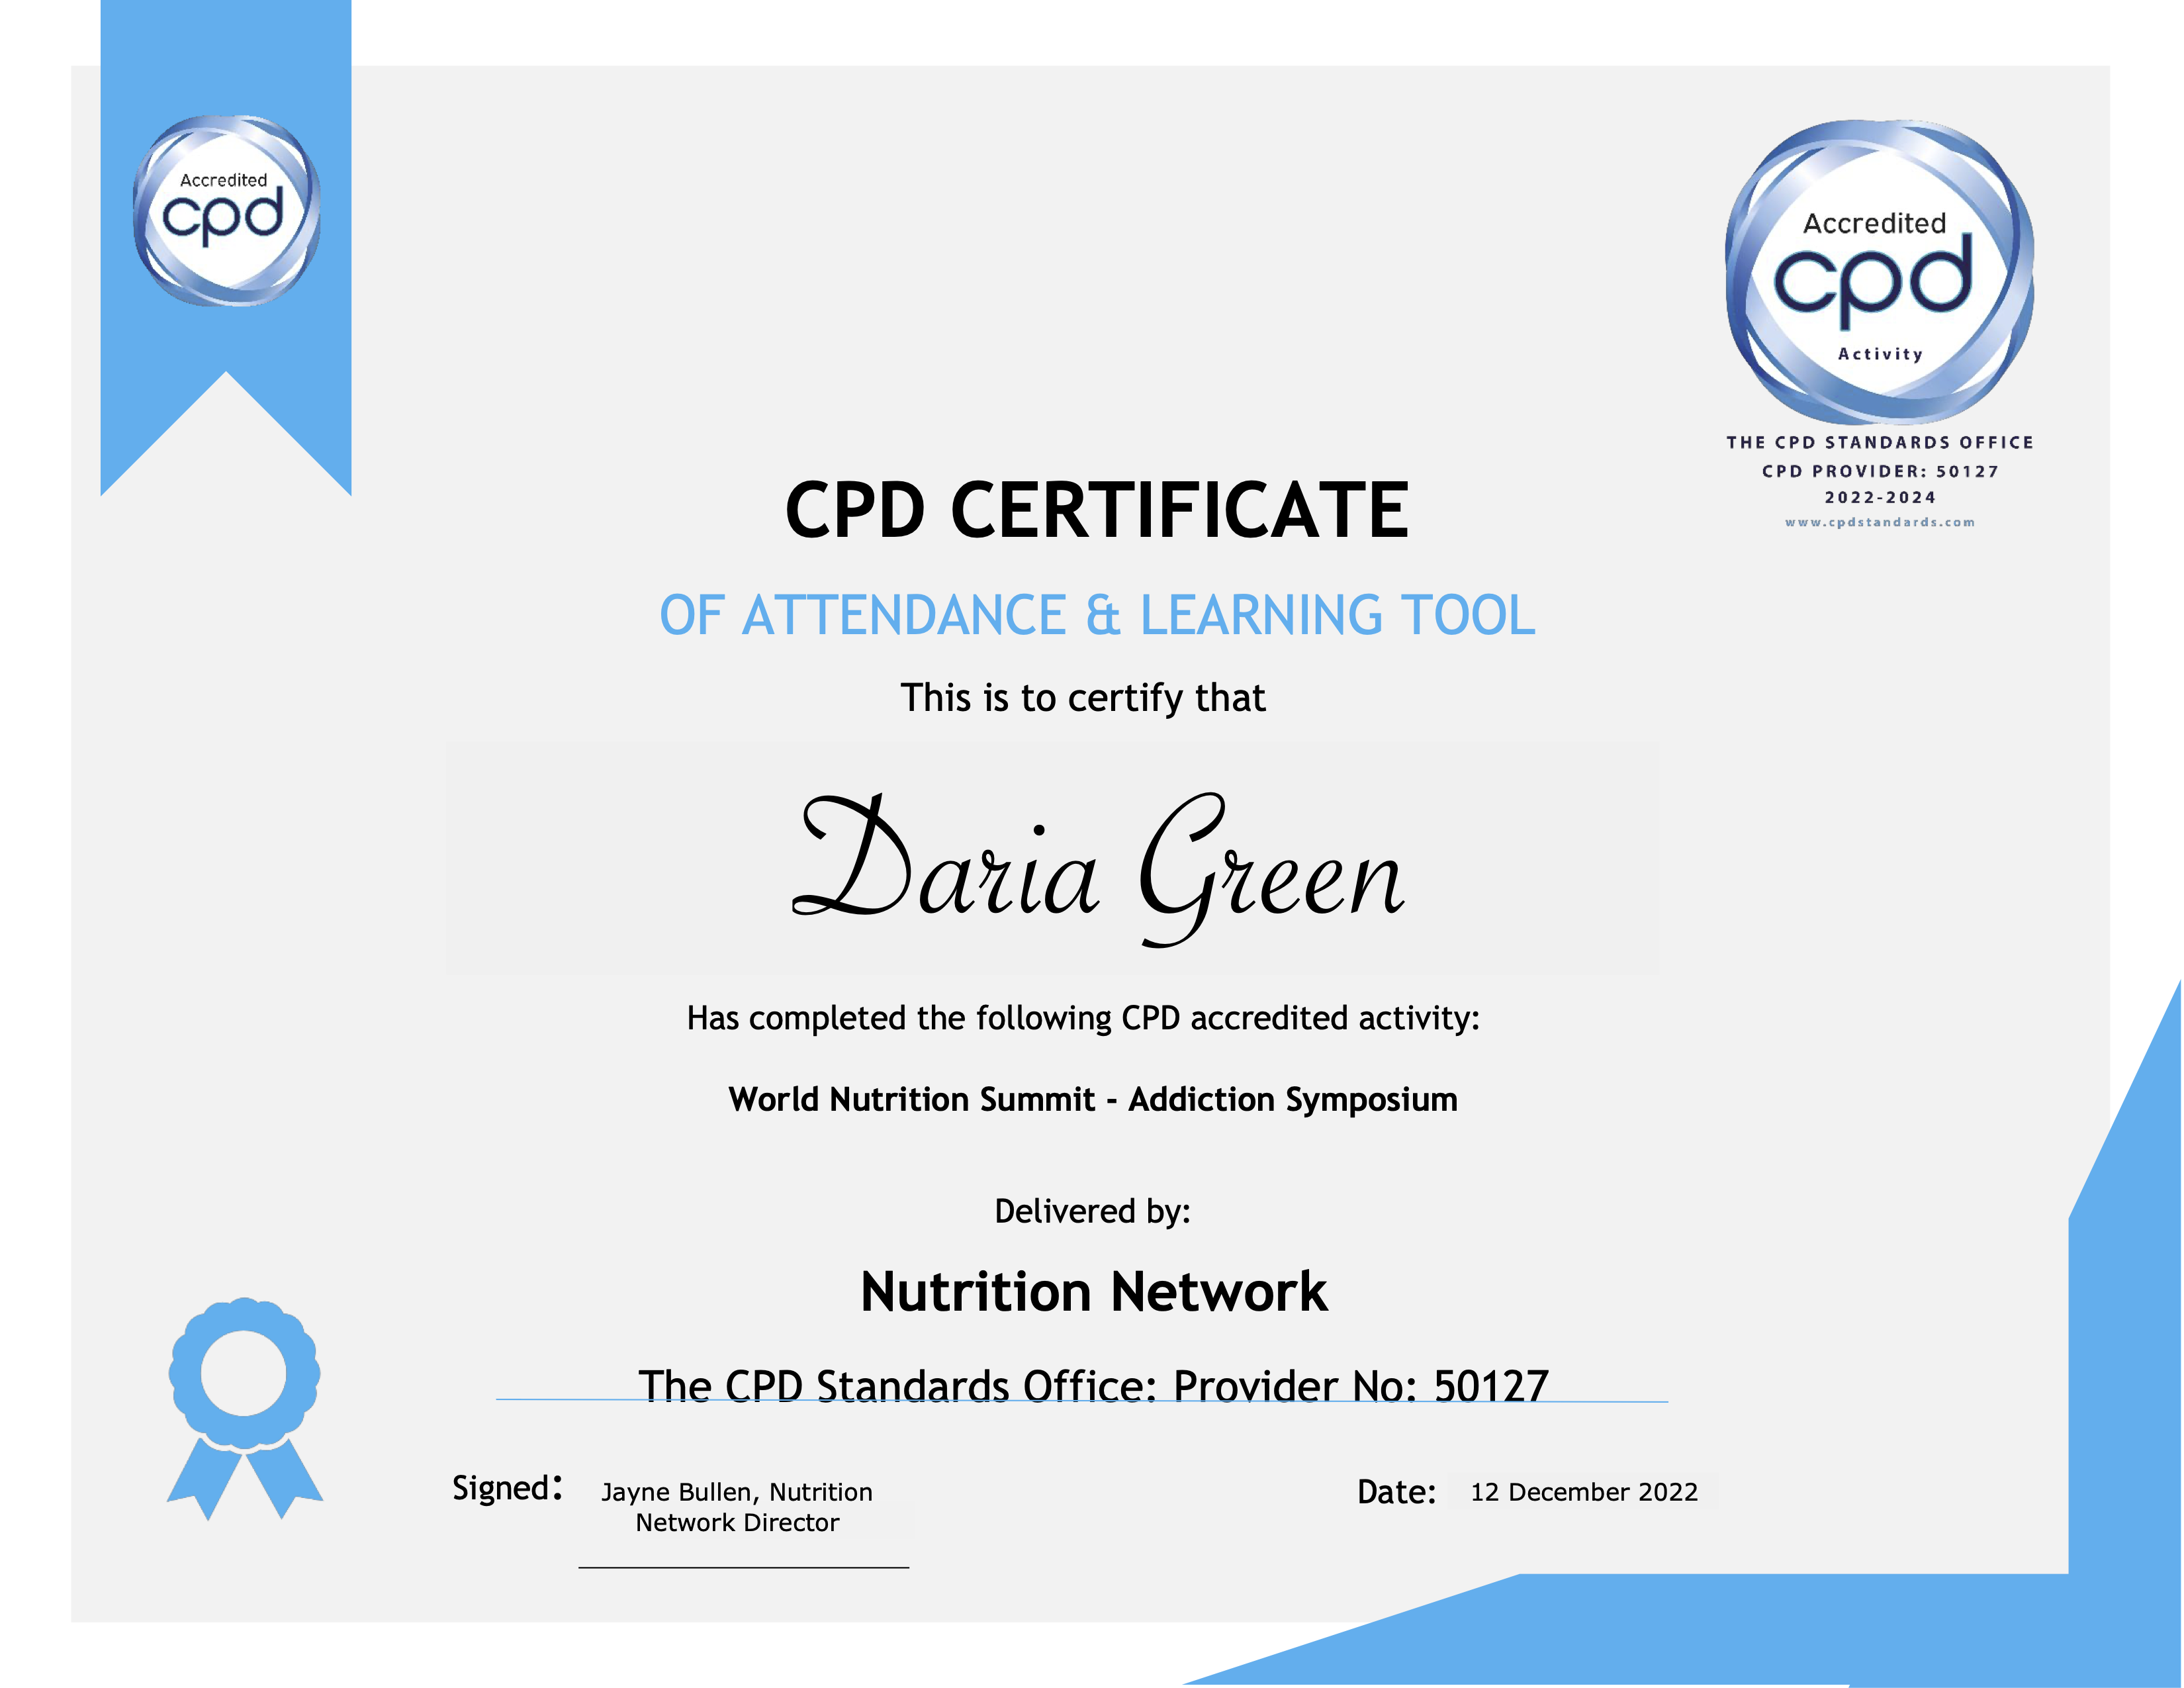 Accredited
cpd
Accredited
cpd
Activity
THE CPD STANDARDS OFFICE
CPD PROVIDER: 50127
2022-2024
www.cpdstandards.com
CPD CERTIFICATE
OF ATTENDANCE & LEARNING TOOL
This is to certify that
Daria Green
Has completed the following CPD accredited activity:
World Nutrition Summit - Addiction Symposium
Delivered by:
Nutrition Network
The CPD Standards Office: Provider No: 50127
Signed: Jayne Bullen, Nutrition
Network Director
Date: 12 December 2022